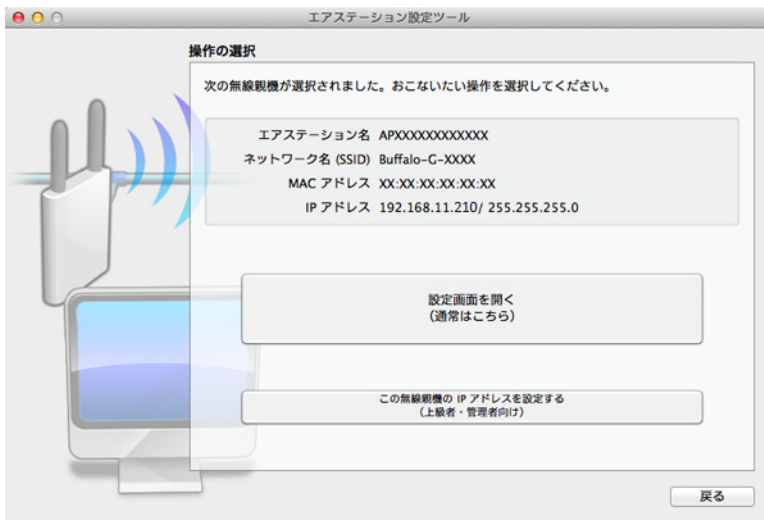 エアステーション設定ツール
操作の選択
次の無線親機が選択されました。おこないたい操作を選択してください。
エアステーション名 APXXXXXXXXXXXX
ネットワーク名 (SSID) Buffalo-G-XXXX
MAC アドレス XX:XX:XX:XX:XX:XX
IP アドレス 192.168.11.210/ 255.255.255.0
設定画面を開く
(通常はこちら)
この無線親機の IP アドレスを設定する
(上級者・管理者向け)
戻る